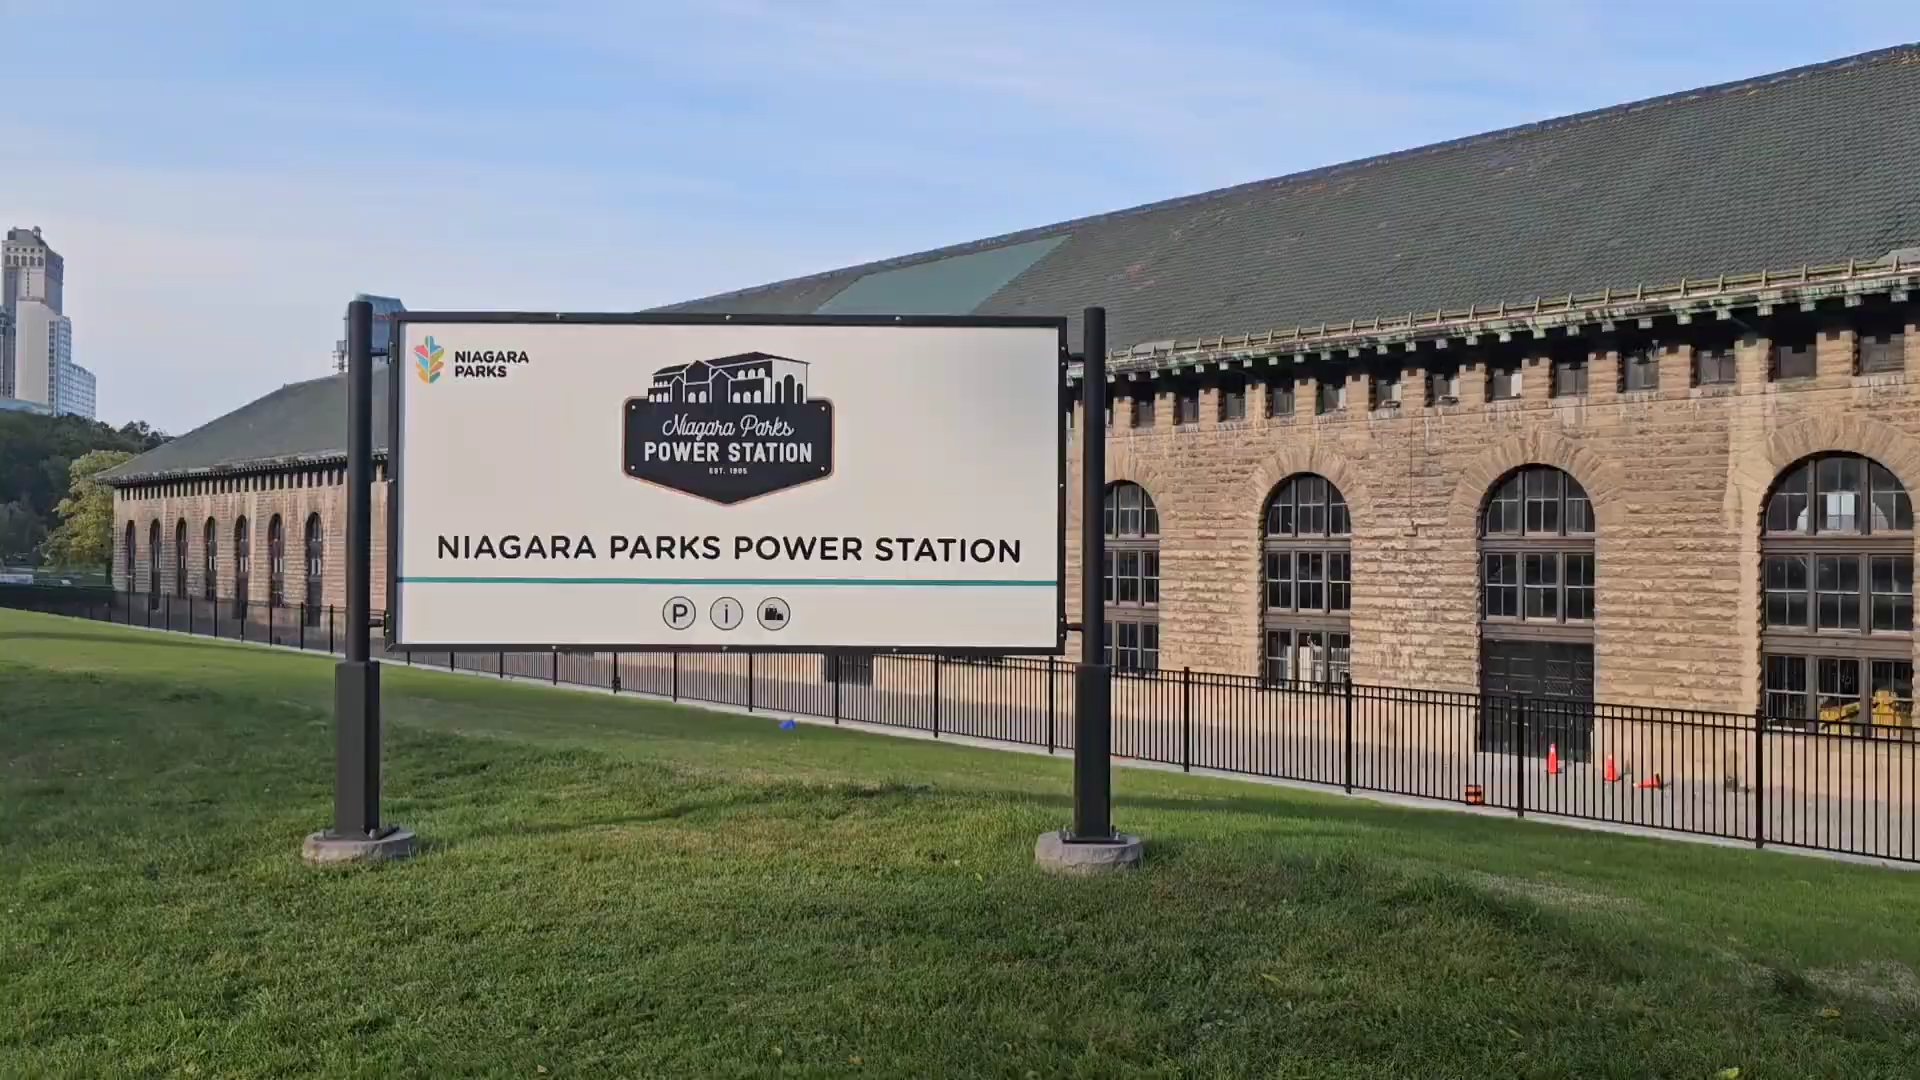 NIAGARA
PARKS
Niagara Parks
POWER STATION
EST. 1905
NIAGARA PARKS POWER STATION
P i